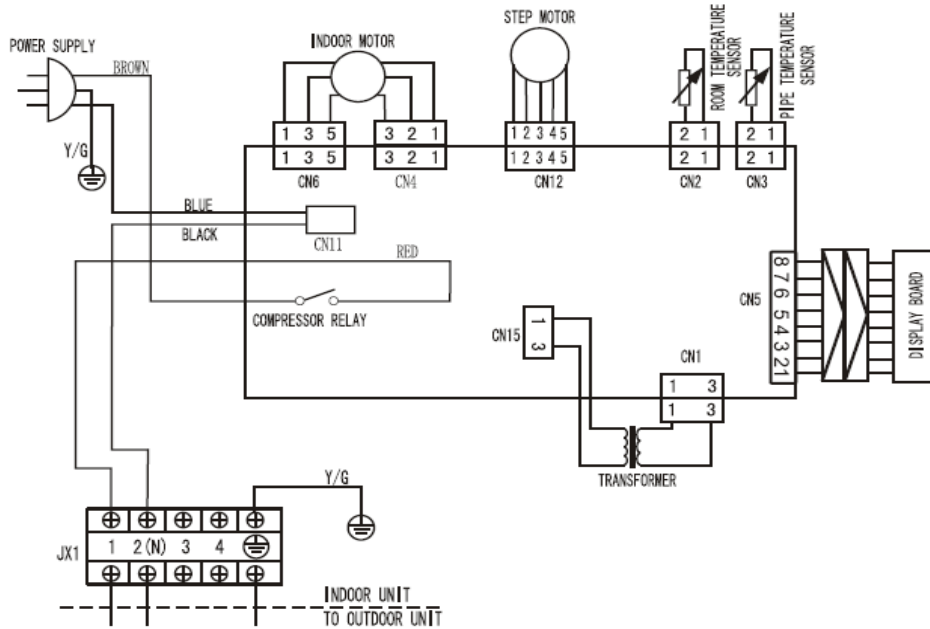 STEP MOTOR
POWER SUPPLY
INDOOR MOTOR
BROWN
ROOM TEMPERATURE
SENSOR
PIPE TEMPERATURE
SENSOR
1 3 5
3 2 1
1 2 3 4 5
2 1
2 1
1 3 5
3 2 1
1 2 3 4 5
2 1
2 1
Y/G
CN6
CN4
CN12
CN2
CN3
BLUE
BLACK
CN11
RED
COMPRESSOR RELAY
CN5
8 7 6 5 4 3 2 1
DISPLAY BOARD
CN15
1
3
CN1
1 3
1 3
TRANSFORMER
Y/G
JX1
1 2(N) 3 4
INDOOR UNIT
TO OUTDOOR UNIT